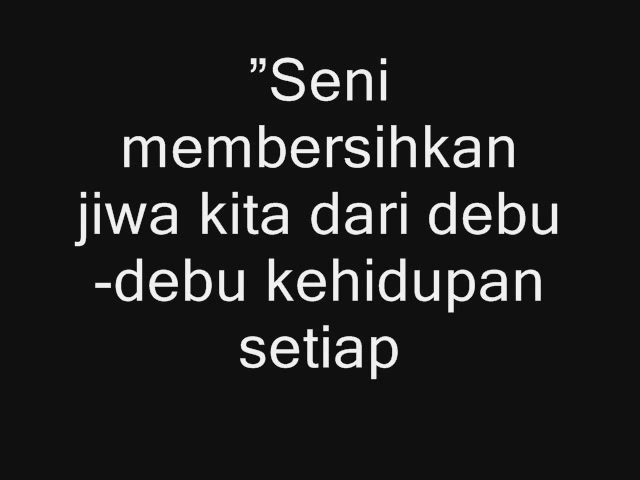 ”Seni
membersihkan
jiwa kita dari debu
-debu kehidupan
setiap